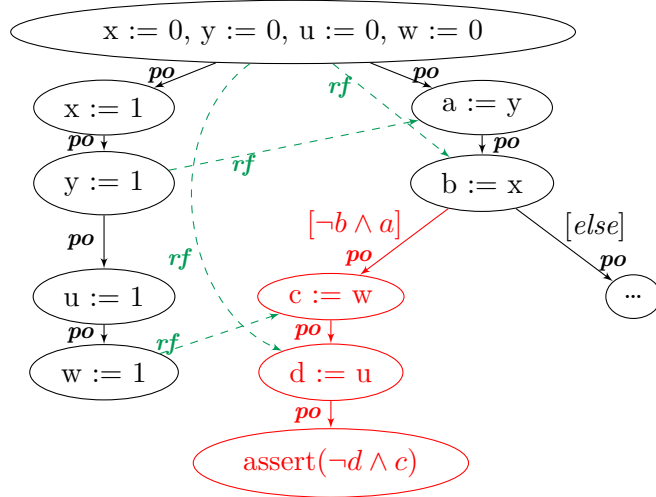 x := 0, y := 0, u := 0, w := 0
po
po
rf
x := 1
a := y
po
po
rf
y := 1
b := x
[¬b ∧ a]
[else]
po
po
po
rf
u := 1
c := w
...
po
po
rf
w := 1
d := u
po
assert(¬d ∧ c)